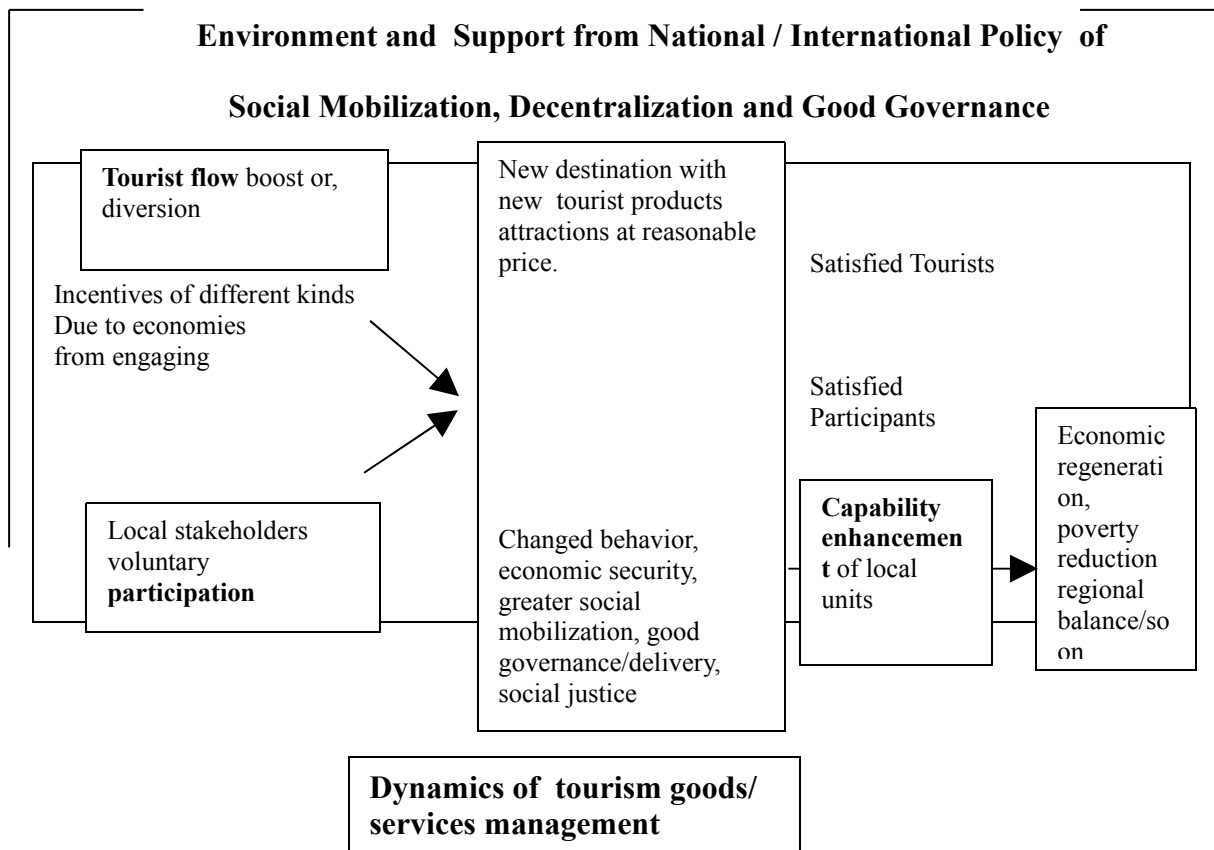 Environment and Support from National / International Policy of
Social Mobilization, Decentralization and Good Governance
Tourist flow boost or,
diversion
Incentives of different kinds
Due to economies
from engaging
Local stakeholders
voluntary
participation
New destination with
new tourist products
attractions at reasonable
price.
Changed behavior,
economic security,
greater social
mobilization, good
governance/delivery,
social justice
Satisfied Tourists
Satisfied
Participants
Capability
enhancemen
t of local
units
Economic
regenerati
on,
poverty
reduction
regional
balance/so
on
Dynamics of tourism goods/
services management